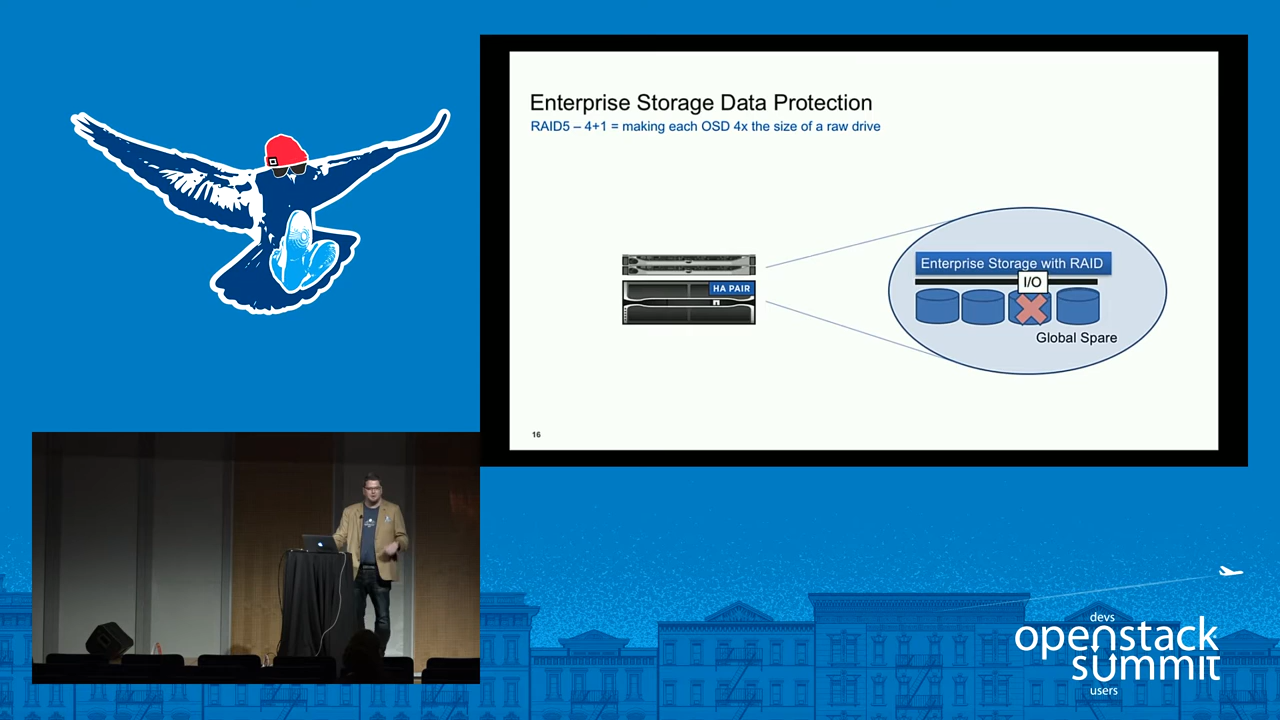 Enterprise Storage Data Protection
RAID5 – 4+1 = making each OSD 4x the size of a raw drive
HA PAIR
Enterprise Storage with RAID
I/O
Global Spare
16
devs
openstack
summit
users